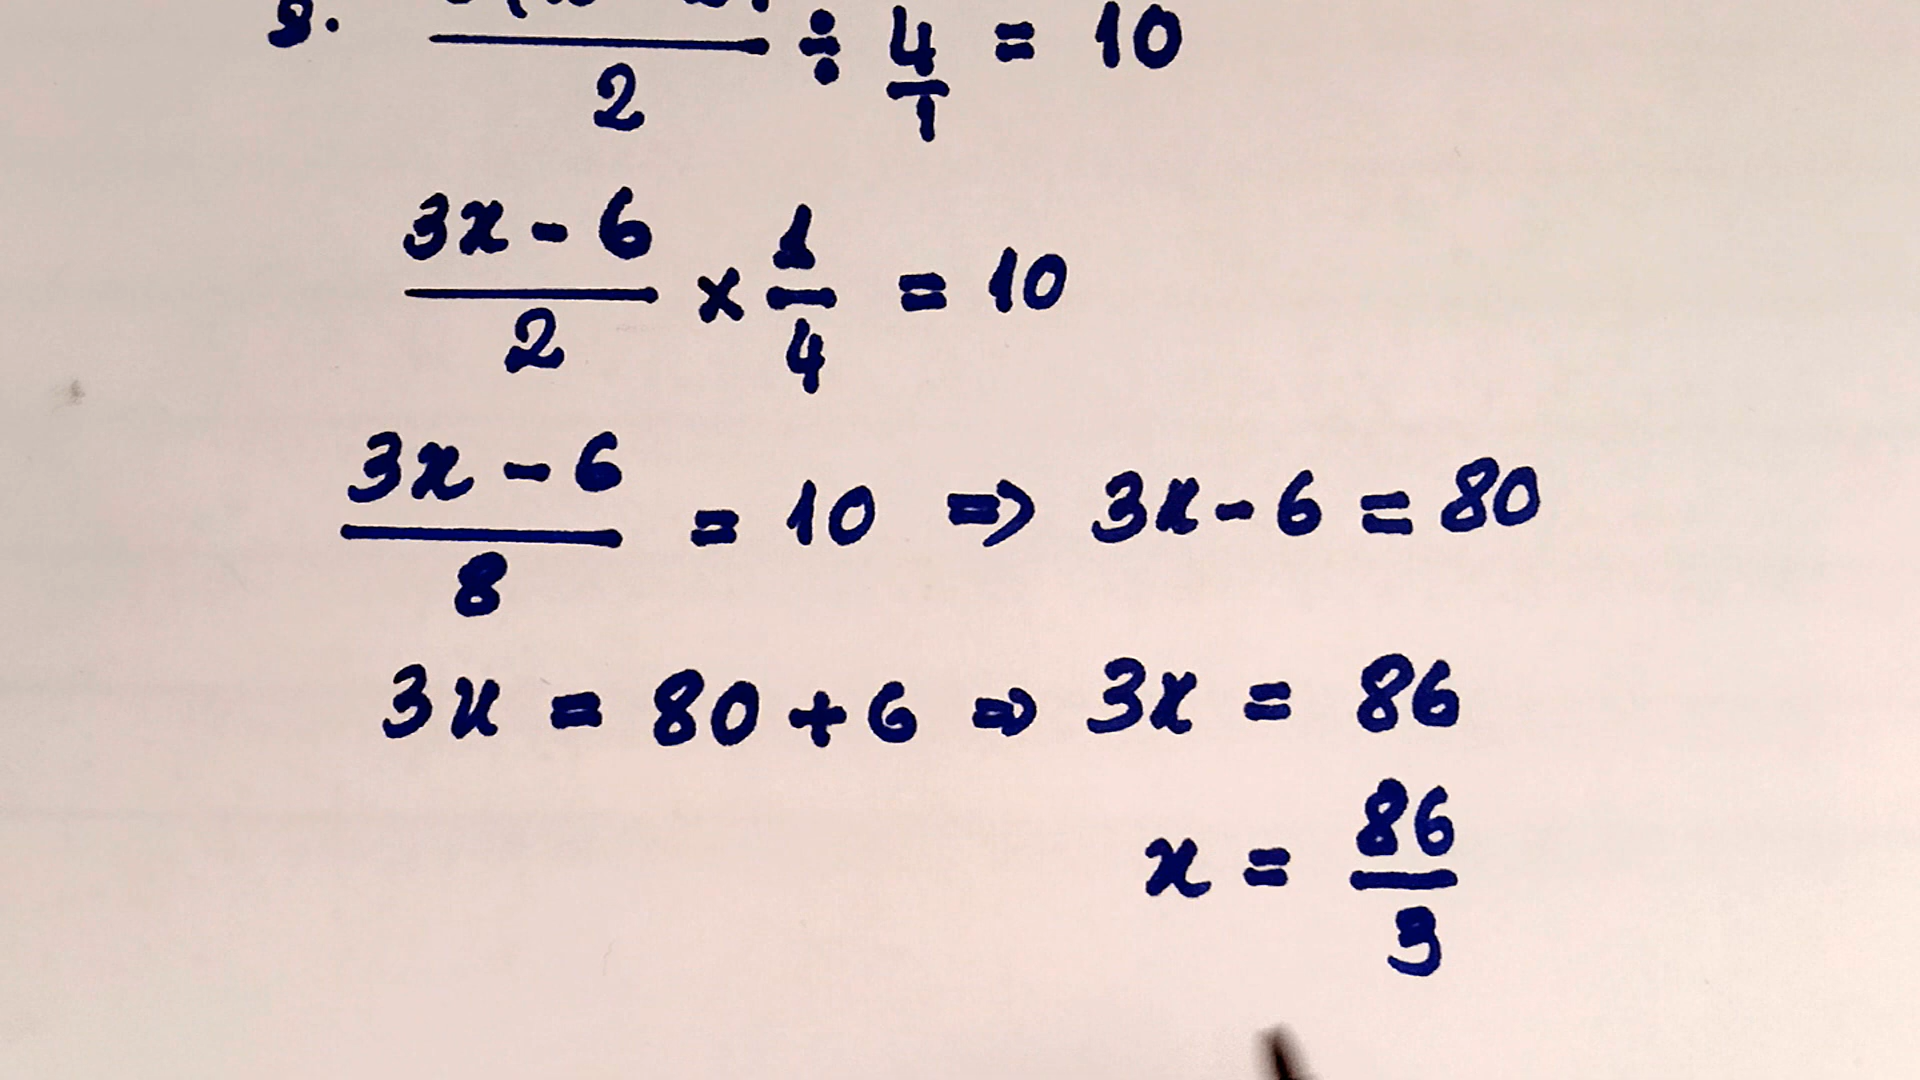 2 ÷ 4/1 = 10
3x - 6/2 × 1/4 = 10
3x - 6/8 = 10 ⇒ 3x - 6 = 80
3x = 80 + 6 ⇒ 3x = 86
x = 86/3